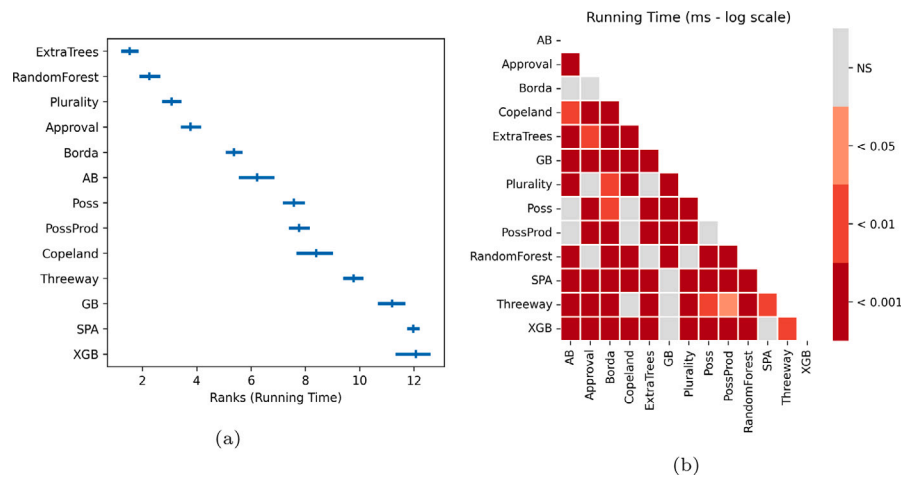 ExtraTrees
RandomForest
Plurality
Approval
Borda
AB
Poss
PossProd
Copeland
Threeway
GB
SPA
XGB
2 4 6 8 10 12
Ranks (Running Time)
(a)
Running Time (ms - log scale)
AB
Approval
Borda
Copeland
ExtraTrees
GB
Plurality
Poss
PossProd
RandomForest
SPA
Threeway
XGB
AB
Approval
Borda
Copeland
ExtraTrees
GB
Plurality
Poss
PossProd
RandomForest
SPA
Threeway
XGB
NS
< 0.05
< 0.01
< 0.001
(b)